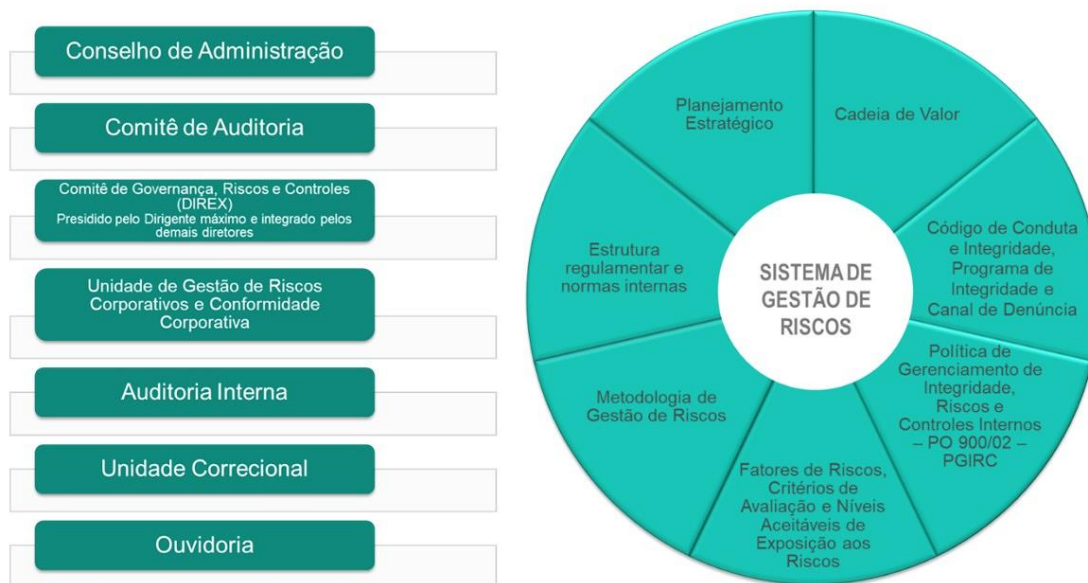 Conselho de Administração
Comitê de Auditoria
Comitê de Governança, Riscos e Controles
(DIREX)
Presidido pelo Dirigente máximo e integrado pelos
demais diretores
Unidade de Gestão de Riscos
Corporativos e Conformidade
Corporativa
Auditoria Interna
Unidade Correcional
Ouvidoria
Planejamento
Estratégico
Cadeia de Valor
Código de Conduta
e Integridade,
Programa de
Integridade e
Canal de Denúncia
Política de
Gerenciamento de
Integridade,
Riscos e
Controles Internos
– PO 900/02 –
PGIRC
Fatores de Riscos,
Critérios de
Avaliação e Níveis
Aceitáveis de
Exposição aos
Riscos
Metodologia de
Gestão de Riscos
Estrutura
regulamentar e
normas internas
SISTEMA DE
GESTÃO DE
RISCOS